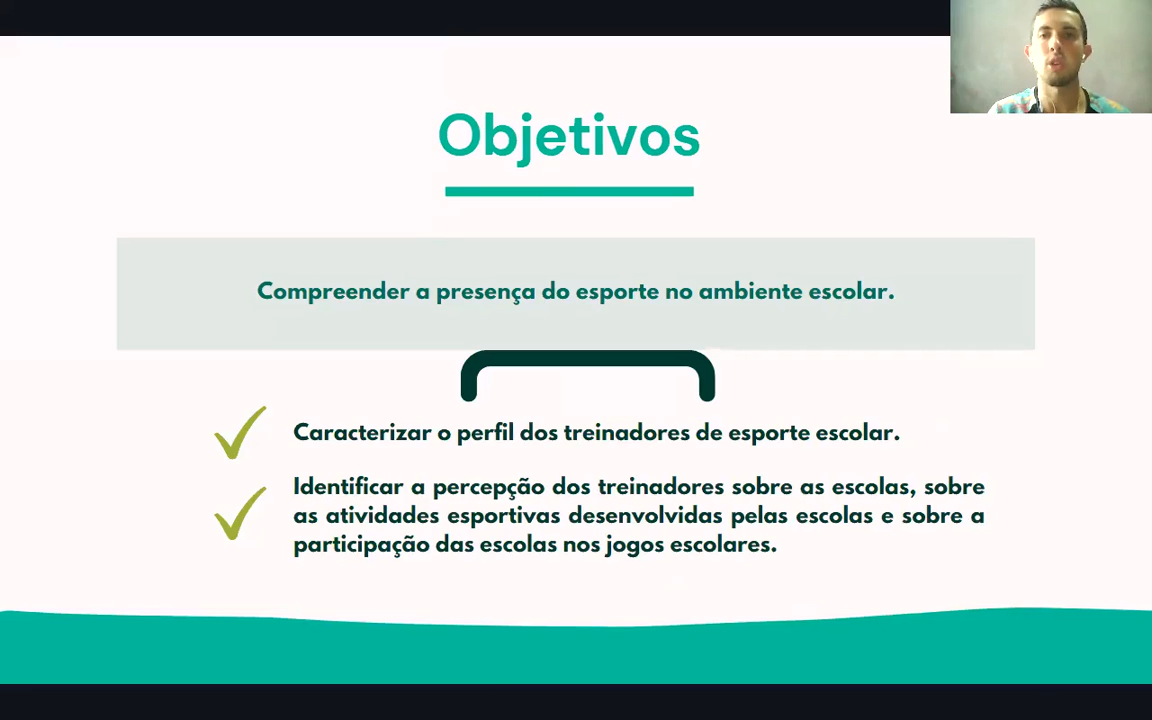 Objetivos
Compreender a presença do esporte no ambiente escolar.
Caracterizar o perfil dos treinadores de esporte escolar.
Identificar a percepção dos treinadores sobre as escolas, sobre
as atividades esportivas desenvolvidas pelas escolas e sobre a
participação das escolas nos jogos escolares.